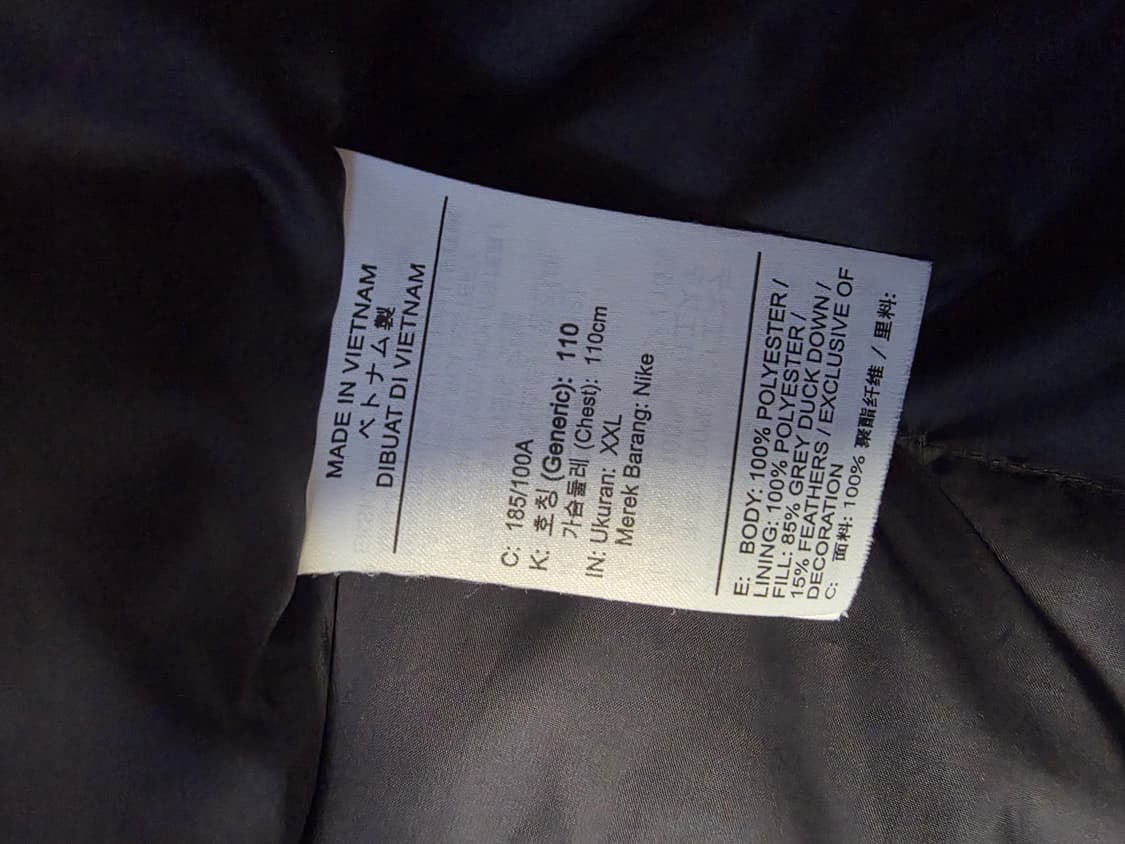 MADE IN VIETNAM
ベトナム製
DIBUAT DI VIETNAM
C: 185/100A
K: 호칭 (Generic): 110
가슴둘레 (Chest): 110cm
IN: Ukuran: XXL
Merek Barang: Nike
E: BODY: 100% POLYESTER /
LINING: 100% POLYESTER /
FILL: 85% GREY DUCK DOWN /
15% FEATHERS / EXCLUSIVE OF
DECORATION
C: 面料: 100% 聚酯纤维 / 里料: